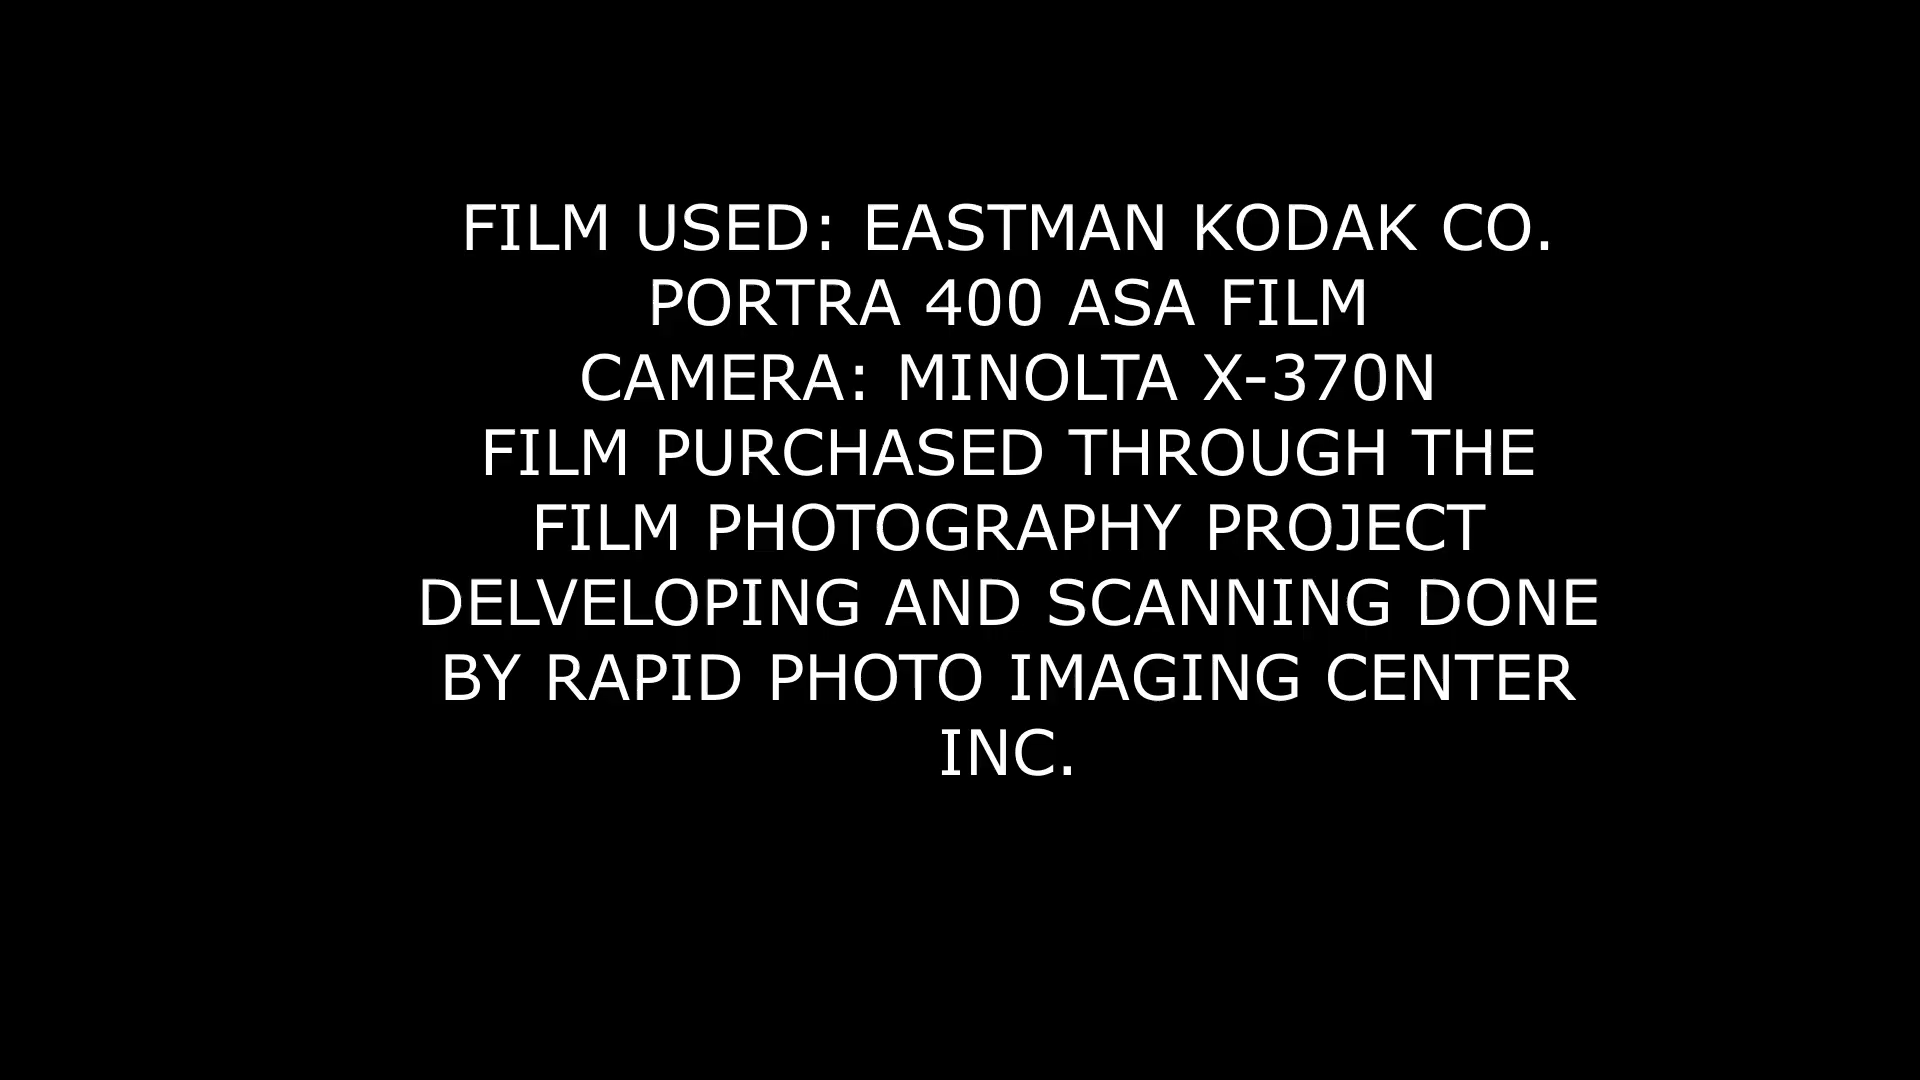 FILM USED: EASTMAN KODAK CO.
PORTRA 400 ASA FILM
CAMERA: MINOLTA X-370N
FILM PURCHASED THROUGH THE
FILM PHOTOGRAPHY PROJECT
DELVELOPING AND SCANNING DONE
BY RAPID PHOTO IMAGING CENTER
INC.